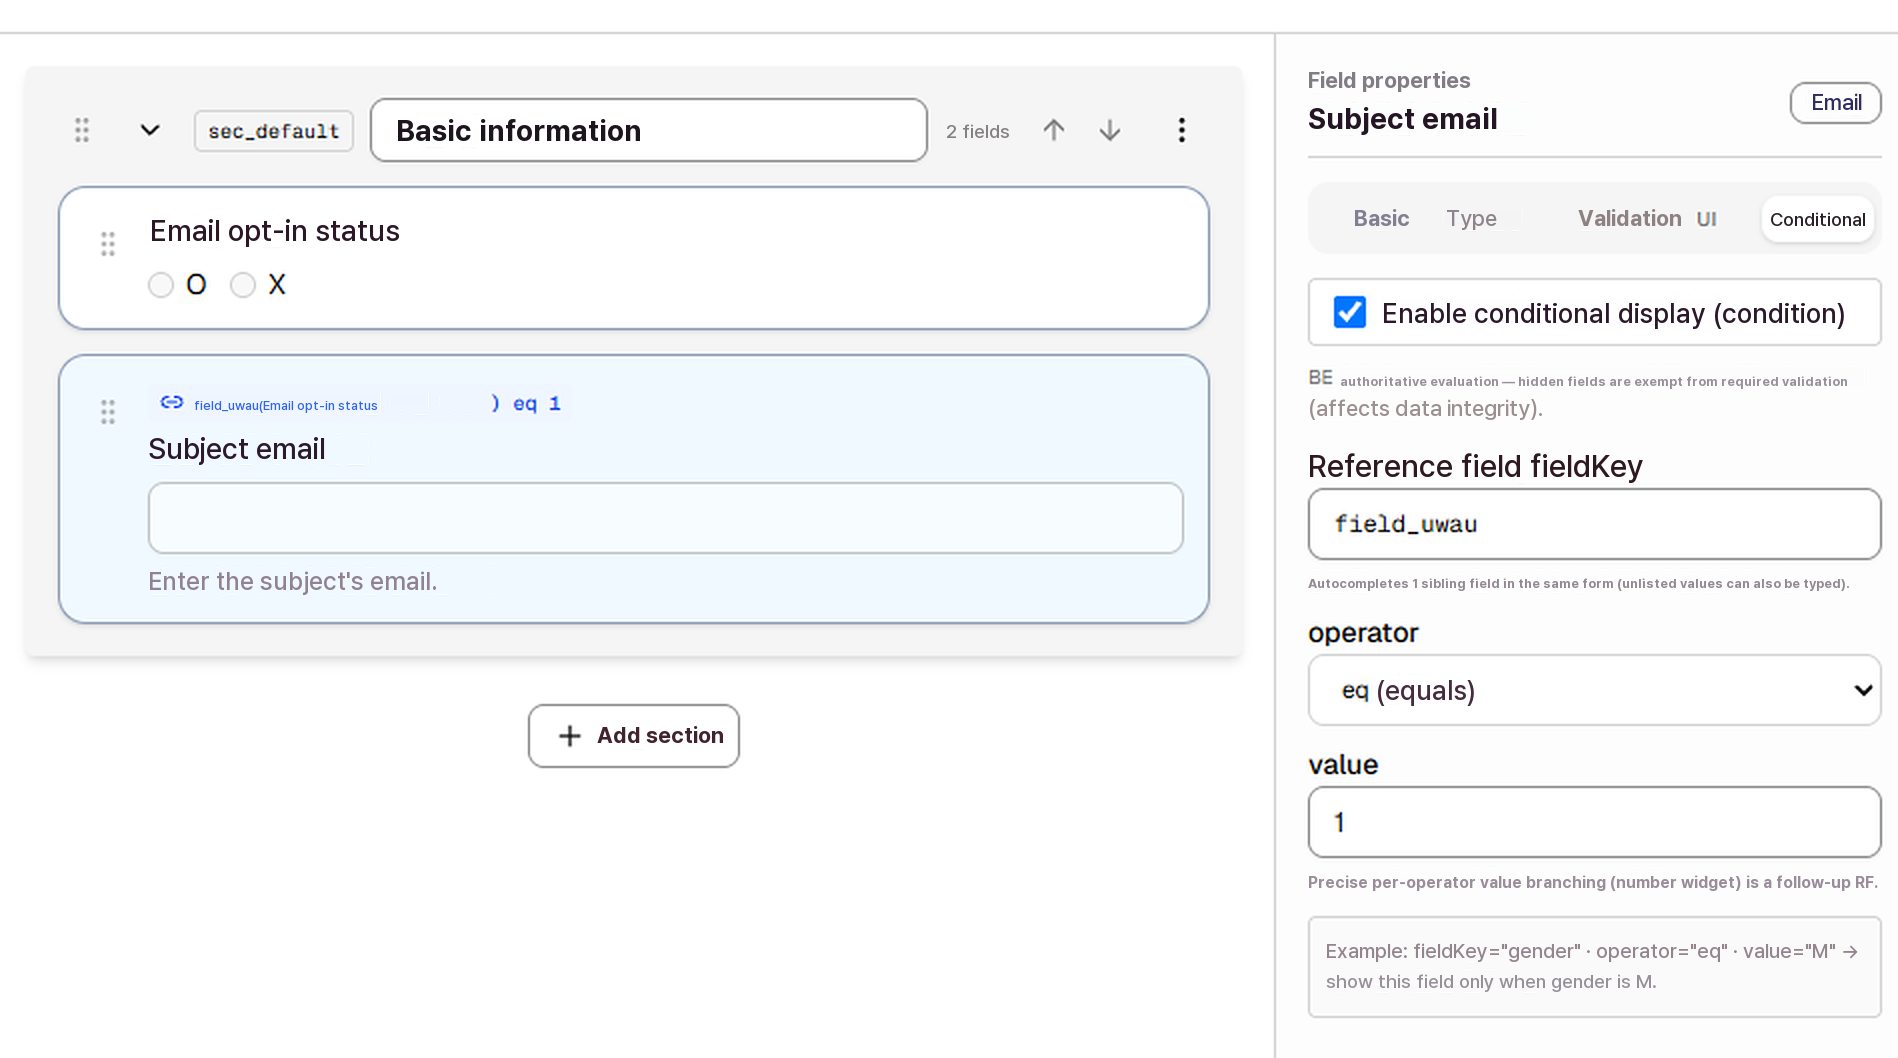 sec_default
Basic information
2 fields
Email opt-in status
O
X
field_uwau(Email opt-in status ) eq 1
Subject email
Enter the subject's email.
Add section
Field properties
Subject email
Email
Basic
Type
Validation
UI
Conditional
Enable conditional display (condition)
BE authoritative evaluation — hidden fields are exempt from required validation
(affects data integrity).
Reference field fieldKey
field_uwau
Autocompletes 1 sibling field in the same form (unlisted values can also be typed).
operator
eq (equals)
value
1
Precise per-operator value branching (number widget) is a follow-up RF.
Example: fieldKey="gender" · operator="eq" · value="M" →
show this field only when gender is M.